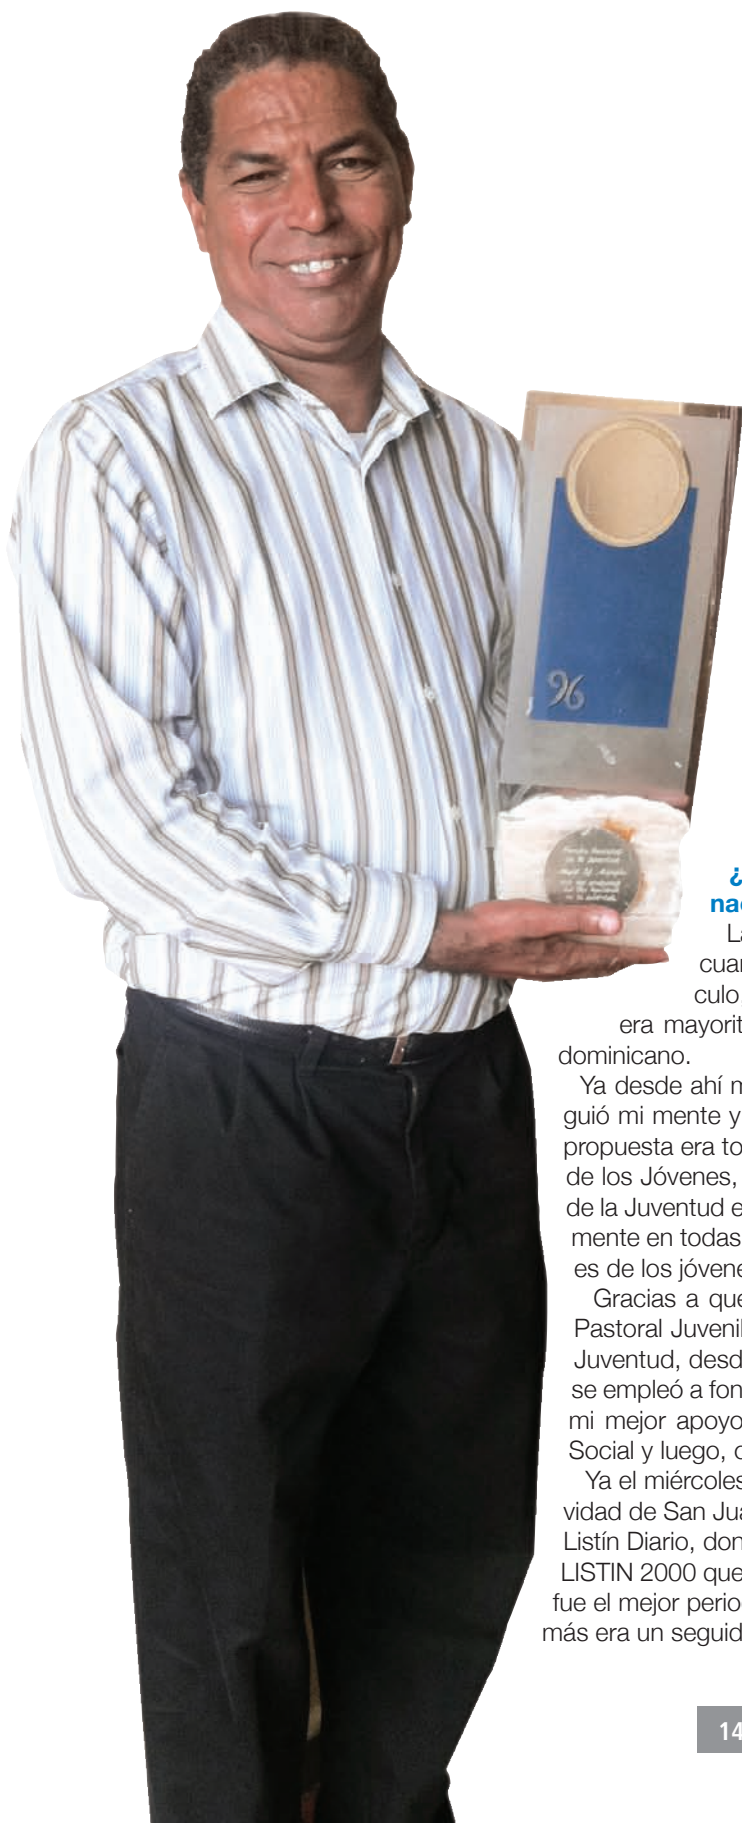 96
¿
nac
La
cuan
culo
era mayorit
dominicano.
Ya desde ahí m
guió mi mente y
propuesta era to
de los Jóvenes,
de la Juventud e
mente en todas
es de los jóvene
Gracias a que
Pastoral Juvenil
Juventud, desd
se empleó a fon
mi mejor apoyo
Social y luego, c
Ya el miércoles
vidad de San Jua
Listín Diario, don
LISTIN 2000 que
fue el mejor perio
más era un seguid
14